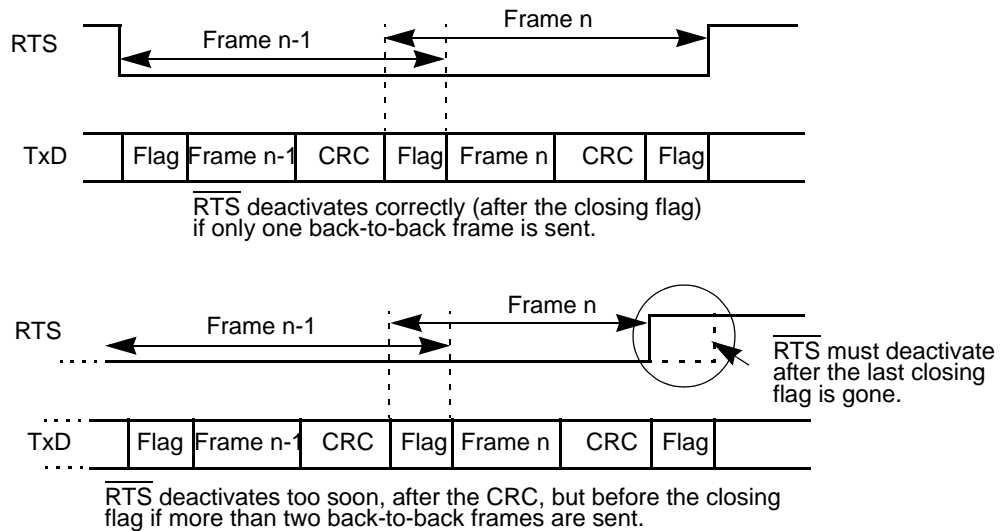 Frame n
RTS
Frame n-1
TxD
Flag Frame n-1 CRC Flag Frame n CRC Flag
RTS deactivates correctly (after the closing flag)
if only one back-to-back frame is sent.
Frame n
RTS
Frame n-1
RTS must deactivate
after the last closing
flag is gone.
TxD
Flag Frame n-1 CRC Flag Frame n CRC Flag
RTS deactivates too soon, after the CRC, but before the closing
flag if more than two back-to-back frames are sent.